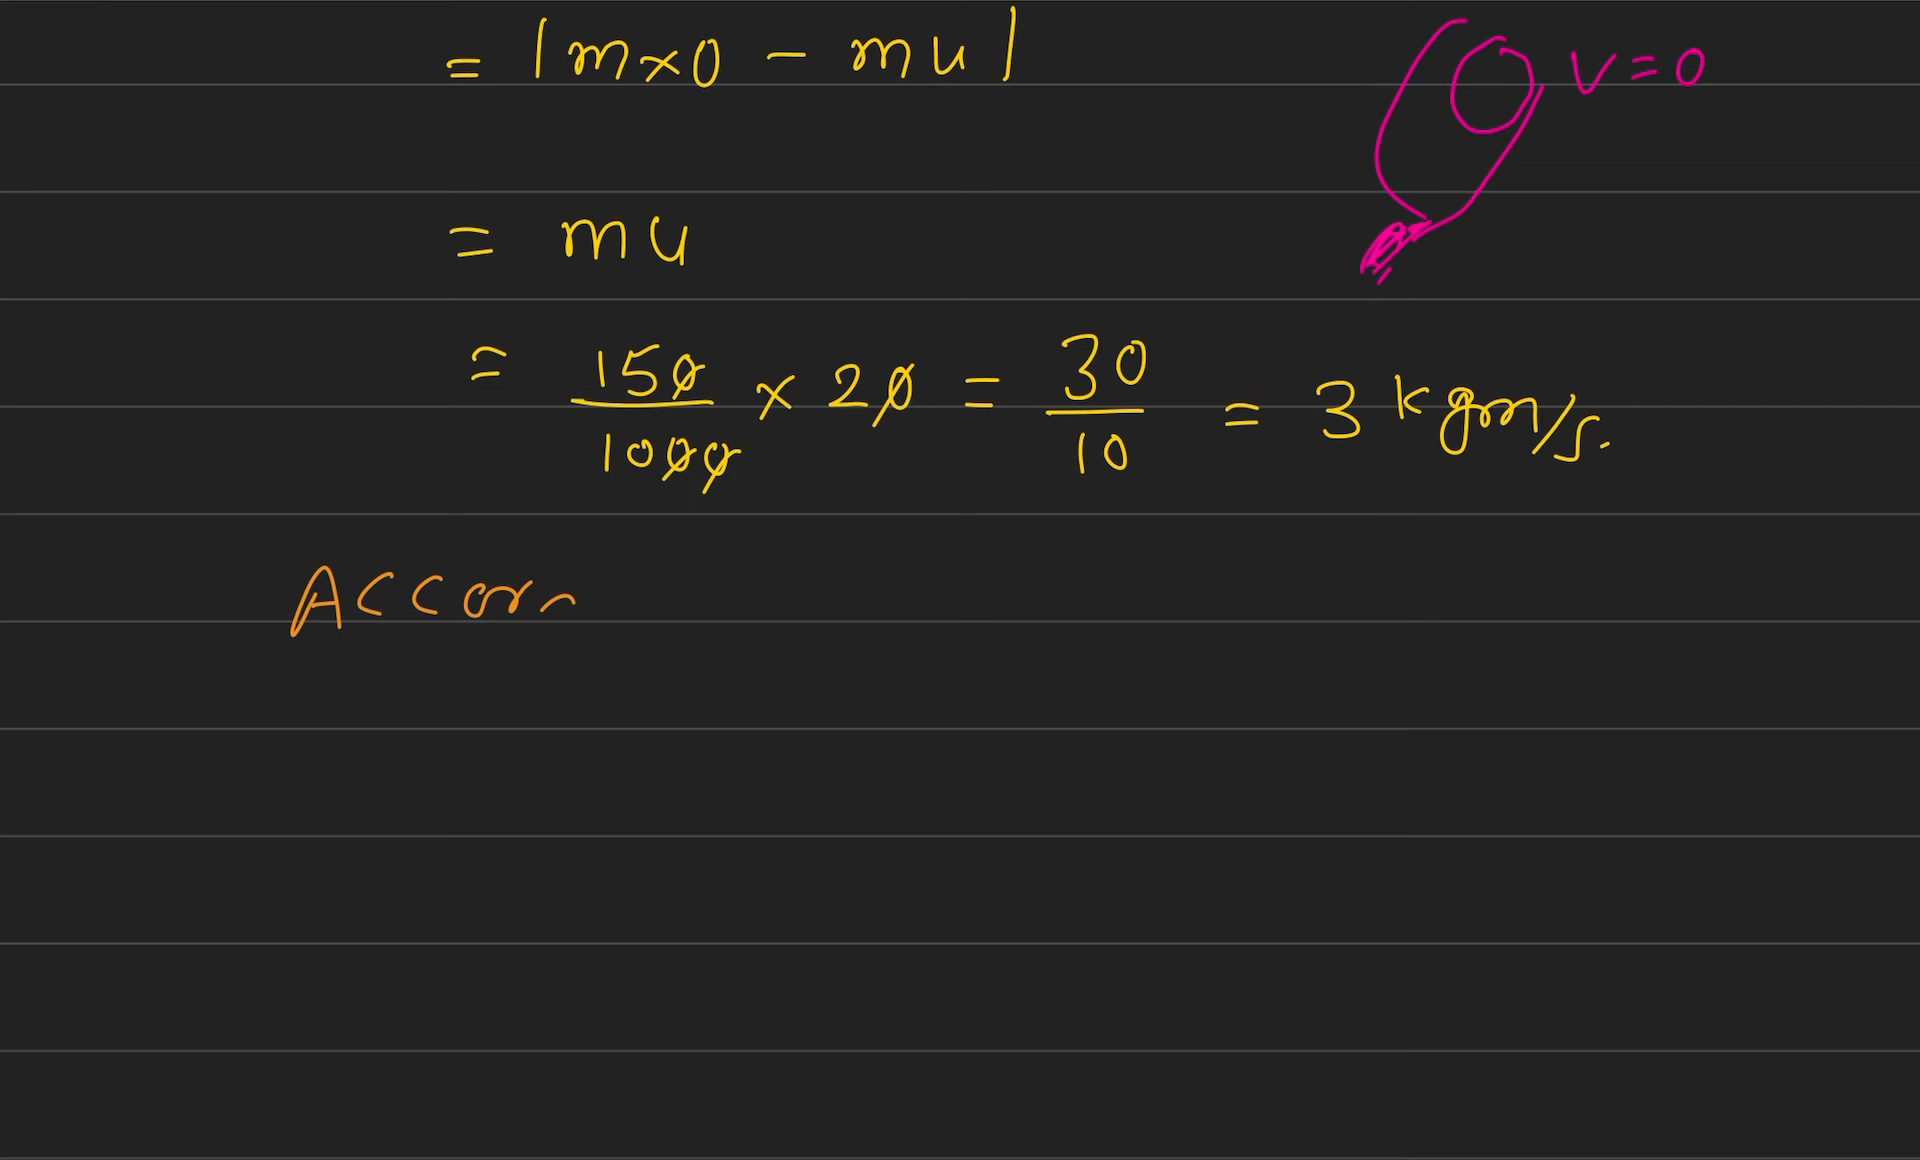 = |m×0 - mu|
v=0
= mu
= 150/1000 × 20 = 30/10 = 3 kgm/s.
Accor